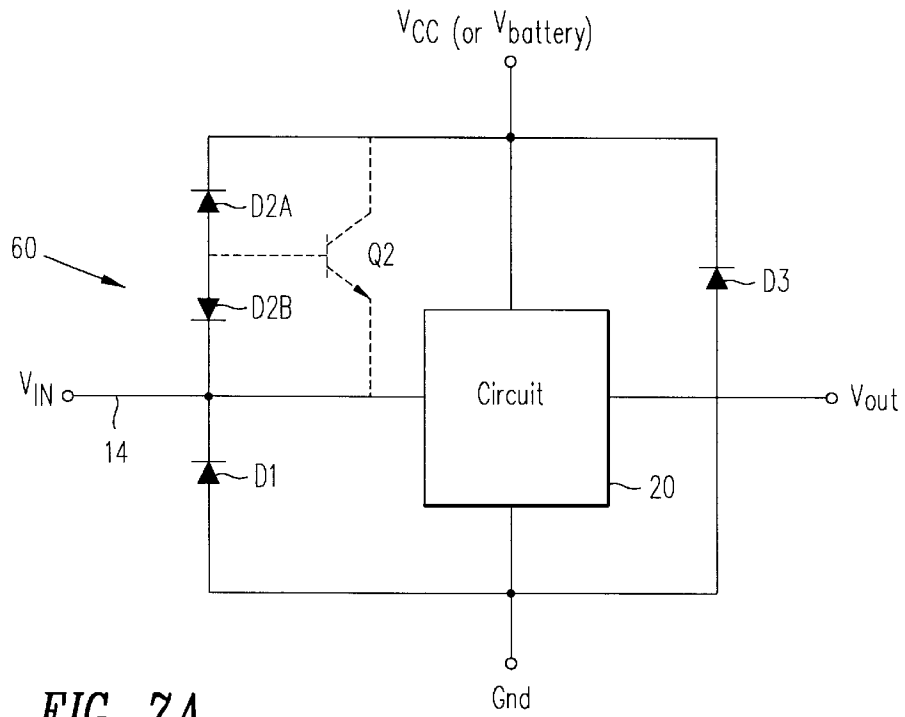 VCC (or Vbattery)
D2A
60
Q2
D3
D2B
VIN
Circuit
Vout
14
D1
20
Gnd
FIG. 7A